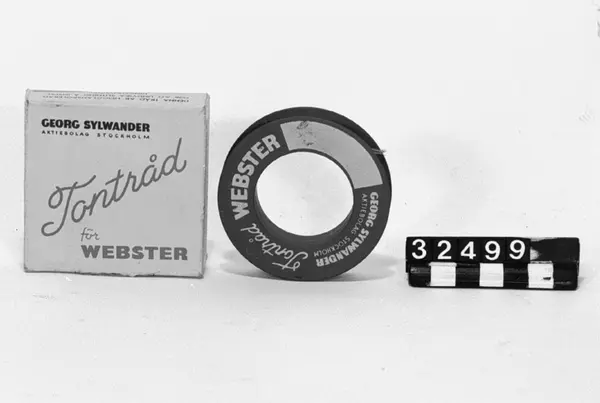 GEORG SYLWANDER
AKTIEBOLAG STOCKHOLM
Tontråd
för
WEBSTER
WEBSTER
Tontråd
GEORG SYLWANDER
AKTIEBOLAG STOCKHOLM
32499